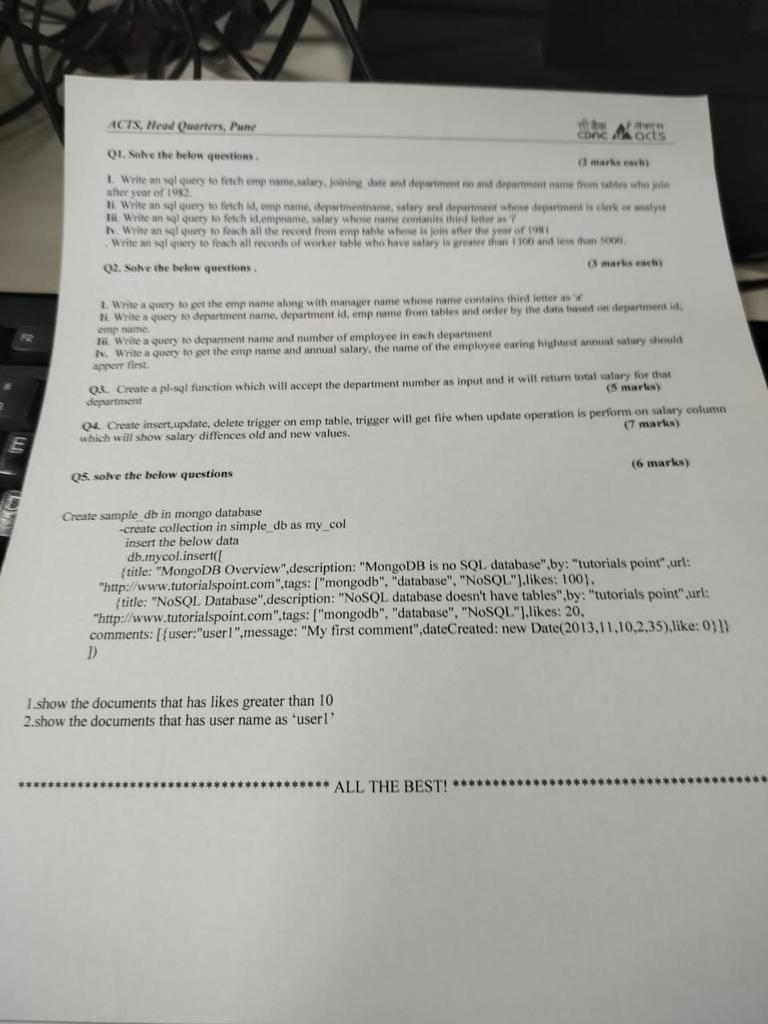 ACTS, Head Quarters, Pune
सी डैक
CDAC acts
Q1. Solve the below questions .
(2 marks each)
I. Write an sql query to fetch emp name,salary, joining_date and department no and department name from tables who join
after year of 1982.
Ii. Write an sql query to fetch id, emp name, departmentname, salary and department whose department is clerk or analyst
Iii. Write an sql query to fetch id,empname, salary whose name contanits third letter as 'l'
Iv. Write an sql query to feach all the record from emp table whose is join after the year of 1981
. Write an sql query to feach all records of worker table who have salary is greater than 1300 and less than 5000.
Q2. Solve the below questions .
(3 marks each)
I. Write a query to get the emp name along with manager name whose name contains third letter as 'a'
Ii. Write a query to department name, department id, emp name from tables and order by the data based on department id,
emp name.
Iii. Write a query to deparment name and number of employee in each department
Iv. Write a query to get the emp name and annual salary, the name of the employee earing hightest annual salary should
apperr first.
Q3.. Create a pl-sql function which will accept the department number as input and it will return total salary for that
department
(5 marks)
Q4. Create insert,update, delete trigger on emp table, trigger will get fire when update operation is perform on salary column
which will show salary diffences old and new values.
(7 marks)
Q5. solve the below questions
(6 marks)
Create sample_db in mongo database
-create collection in simple_db as my_col
insert the below data
db.mycol.insert([
{title: "MongoDB Overview",description: "MongoDB is no SQL database",by: "tutorials point",url:
"http://www.tutorialspoint.com",tags: ["mongodb", "database", "NoSQL"],likes: 100},
{title: "NoSQL Database",description: "NoSQL database doesn't have tables",by: "tutorials point",url:
"http://www.tutorialspoint.com",tags: ["mongodb", "database", "NoSQL"],likes: 20,
comments: [{user:"user1",message: "My first comment",dateCreated: new Date(2013,11,10,2,35),like: 0}]}
])
1.show the documents that has likes greater than 10
2.show the documents that has user name as ‘user1’
****************************************** ALL THE BEST! ******************************************
F2
#
E